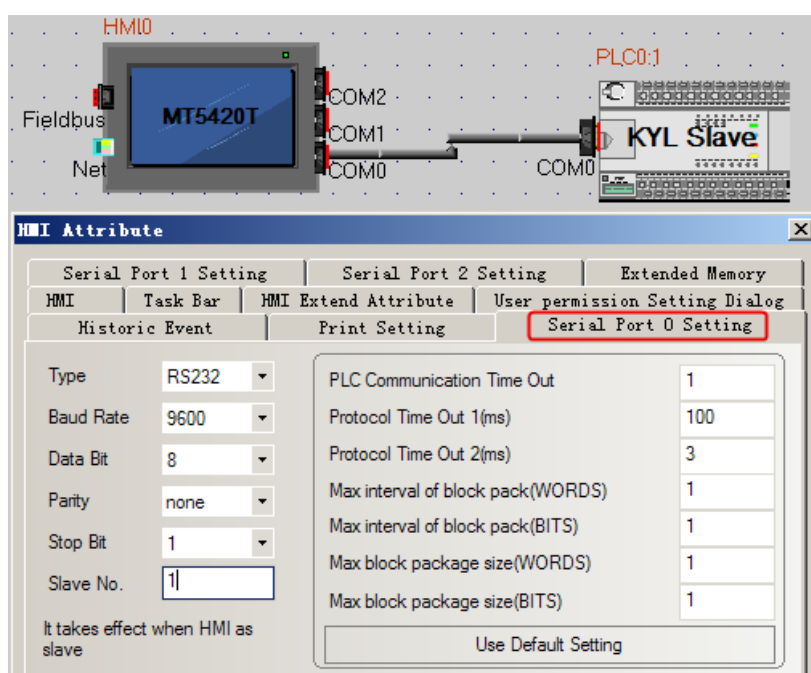 HMI0
PLC0:1
COM2
Fieldbus
MT5420T
COM1
KYL Slave
Net
COM0
COM0
HMI Attribute
Serial Port 1 Setting
Serial Port 2 Setting
Extended Memory
HMI
Task Bar
HMI Extend Attribute
User permission Setting Dialog
Historic Event
Print Setting
Serial Port 0 Setting
Type
RS232
Baud Rate
9600
Data Bit
8
Parity
none
Stop Bit
1
Slave No.
1
It takes effect when HMI as
slave
PLC Communication Time Out
1
Protocol Time Out 1(ms)
100
Protocol Time Out 2(ms)
3
Max interval of block pack(WORDS)
1
Max interval of block pack(BITS)
1
Max block package size(WORDS)
1
Max block package size(BITS)
1
Use Default Setting